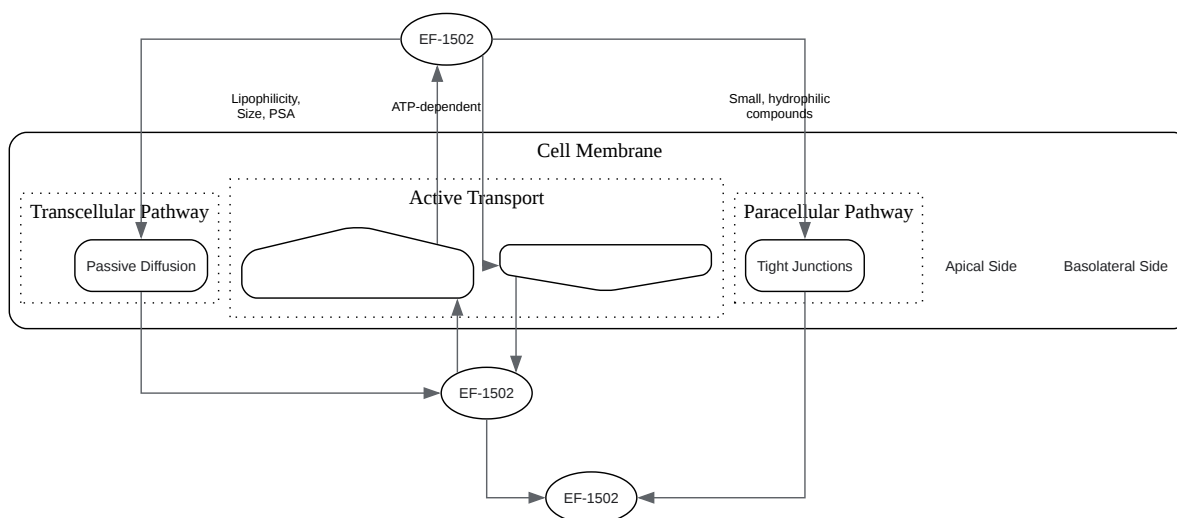 EF-1502
Lipophilicity,
Size, PSA
ATP-dependent
Small, hydrophilic
compounds
Cell Membrane
Transcellular Pathway
Active Transport
Paracellular Pathway
Passive Diffusion
Tight Junctions
Apical Side
Basolateral Side
EF-1502
EF-1502